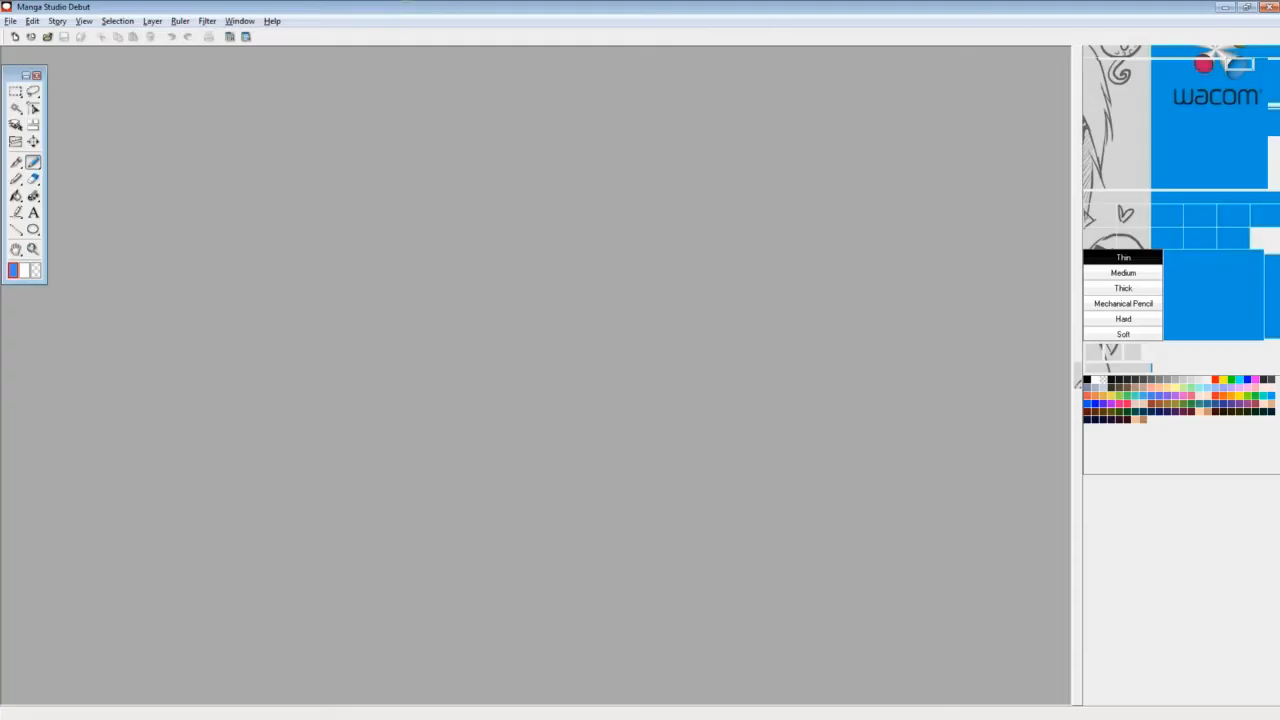 Manga Studio Debut
File Edit Story View Selection Layer Ruler Filter Window Help
wacom
A
Thin
Medium
Thick
Mechanical Pencil
Hard
Soft